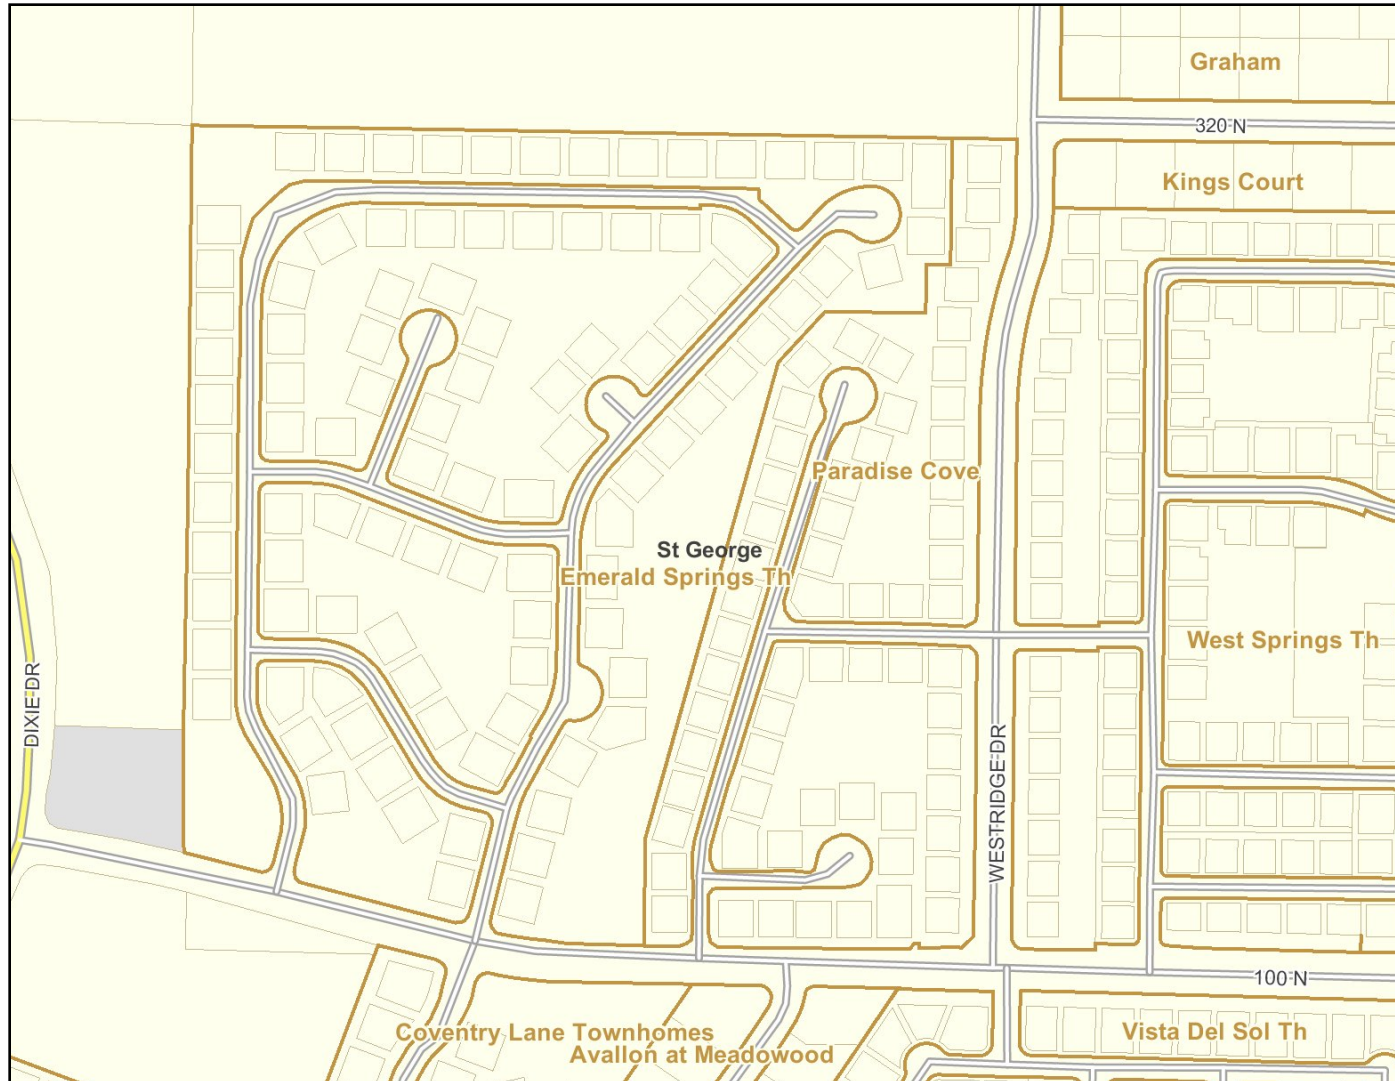 Graham
320 N
Kings Court
Paradise Cove
St George
Emerald Springs Th
West Springs Th
DIXIE DR
WESTRIDGE DR
100 N
Coventry Lane Townhomes
Vista Del Sol Th
Avallon at Meadowood